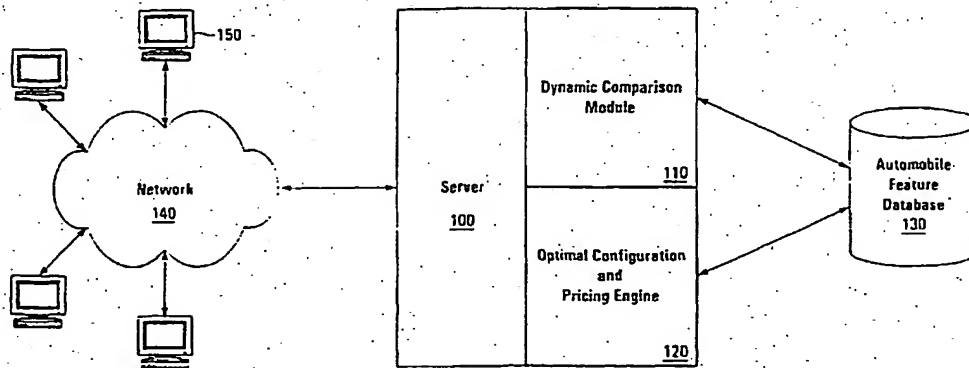 150
Network
140
Server
100
Dynamic Comparison
Module
110
Optimal Configuration
and
Pricing Engine
120
Automobile
Feature
Database
130